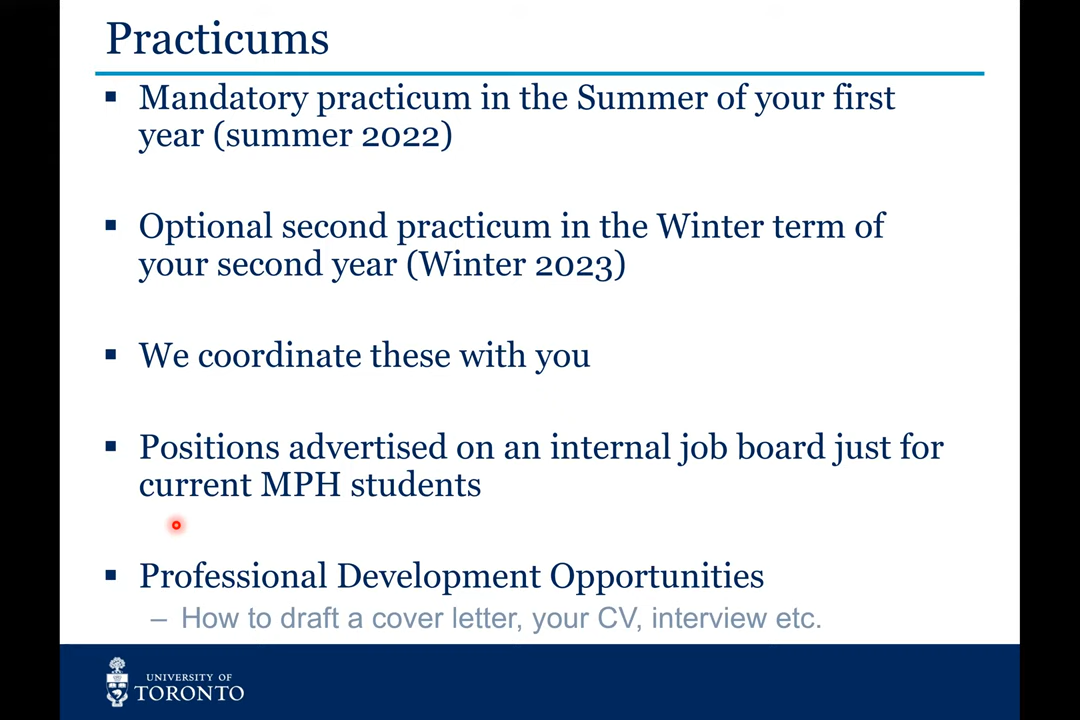 Practicums
▪ Mandatory practicum in the Summer of your first
year (summer 2022)
▪ Optional second practicum in the Winter term of
your second year (Winter 2023)
▪ We coordinate these with you
▪ Positions advertised on an internal job board just for
current MPH students
▪ Professional Development Opportunities
– How to draft a cover letter, your CV, interview etc.
UNIVERSITY OF
TORONTO